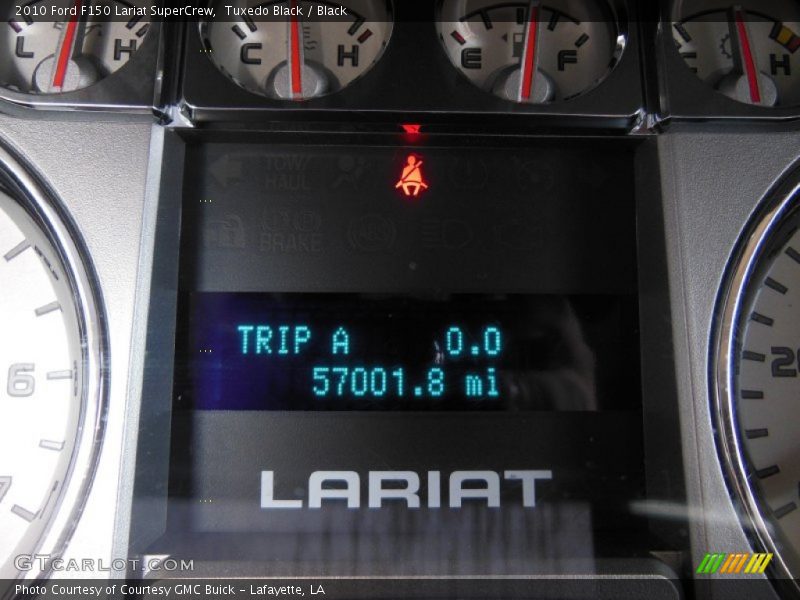 2010 Ford F150 Lariat SuperCrew, Tuxedo Black / Black
L H C H E F H
TOW/
HAUL
BRAKE
TRIP A 0.0
57001.8 mi
6
LARIAT
GTcarlot.com
Photo Courtesy of Courtesy GMC Buick - Lafayette, LA